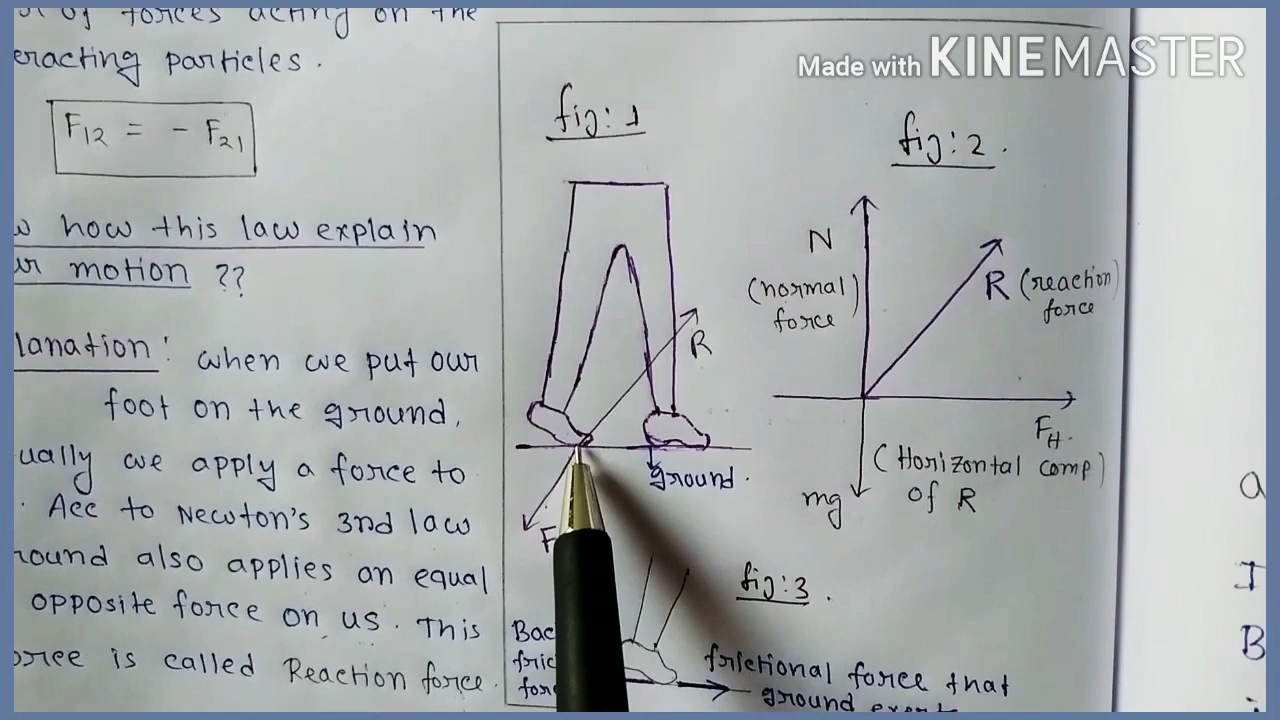 of forces acting on the
eracting particles.
F12 = - F21
how this law explain
motion ??
lanation: when we put our
foot on the ground,
ually we apply a force to
. Acc to Newton's 3rd law
round also applies an equal
opposite force on us. This
orce is called Reaction force.
Made with KINEMASTER
fig: 1
R
ground.
F
fig: 2.
N
(normal)
force
R (reaction)
force
FH.
(Horizontal comp)
of R
mg
fig: 3.
Bac
fric
for
frictional force that
ground exert
a
I
B